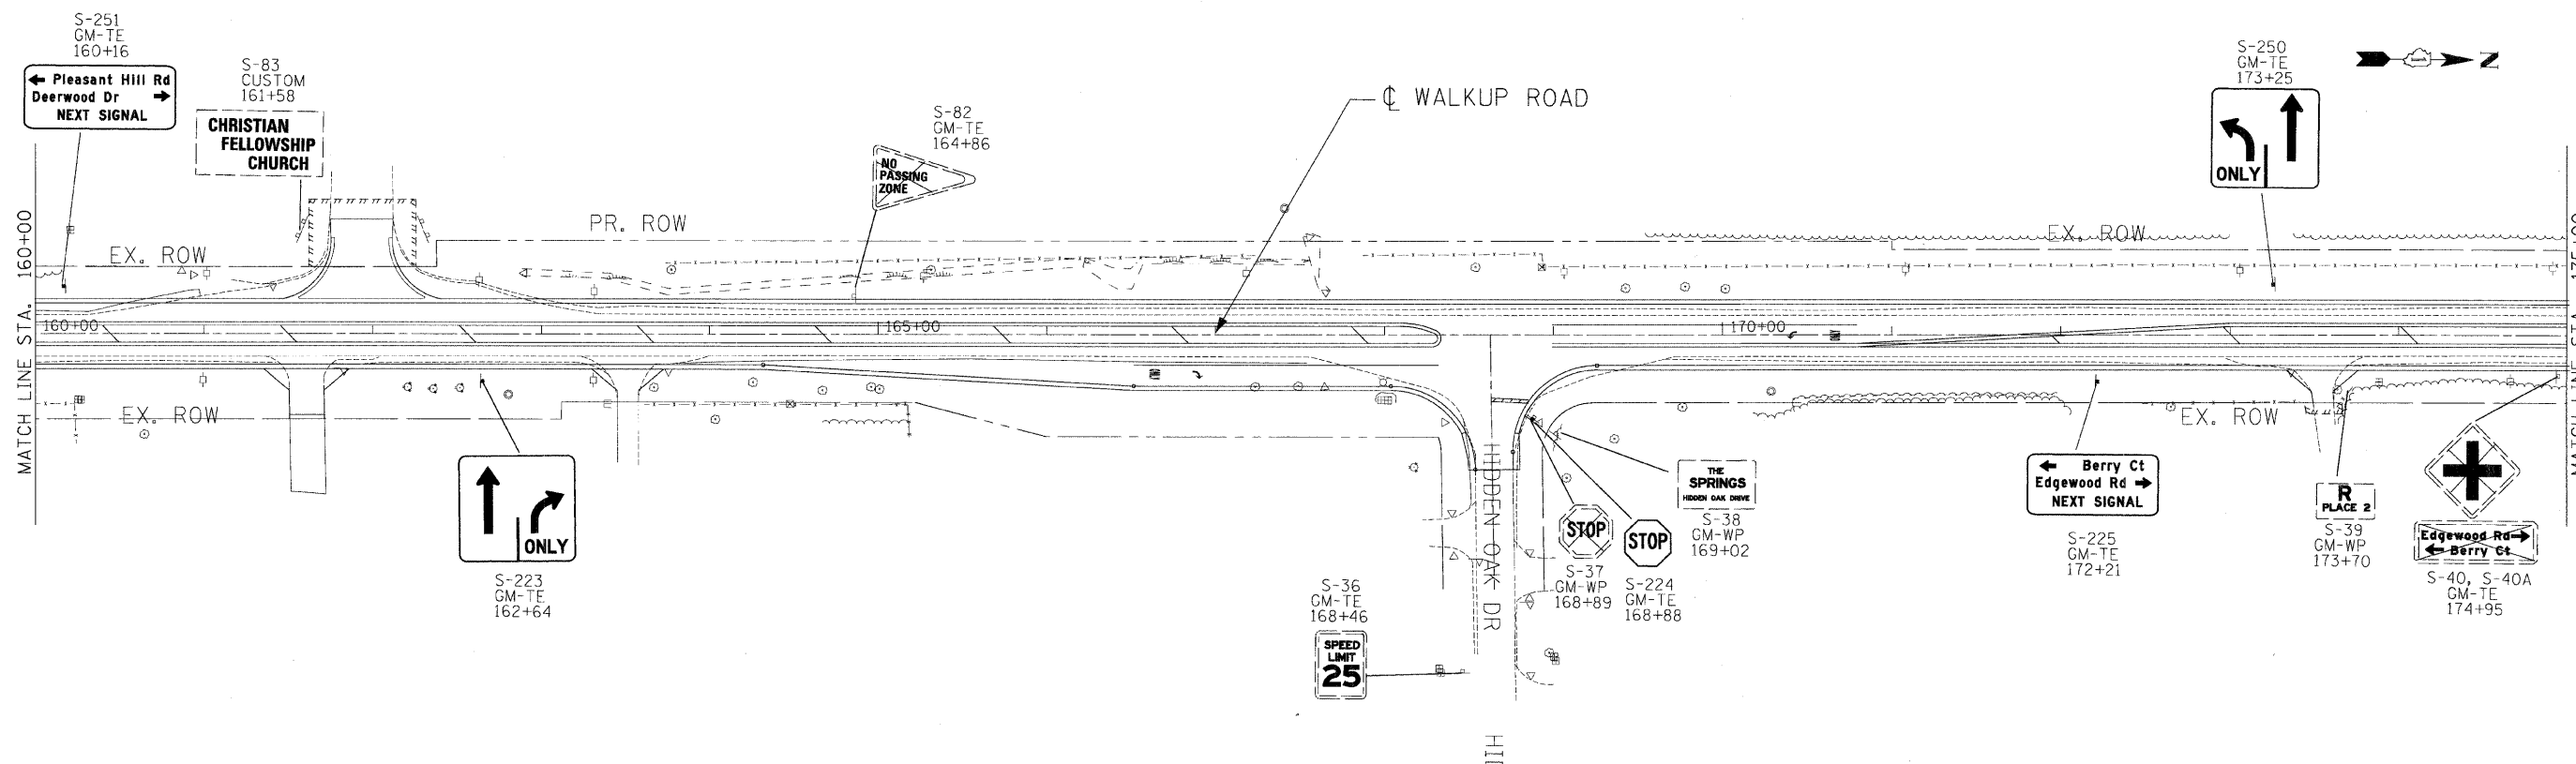 S-251
GM-TE
160+16
← Pleasant Hill Rd
Deerwood Dr →
NEXT SIGNAL
S-83
CUSTOM
161+58
CHRISTIAN
FELLOWSHIP
CHURCH
S-82
GM-TE
164+86
NO
PASSING
ZONE
℄ WALKUP ROAD
S-250
GM-TE
173+25
ONLY
N
MATCH LINE STA. 160+00
EX. ROW
PR. ROW
EX. ROW
160+00
165+00
170+00
EX. ROW
EX. ROW
ONLY
S-223
GM-TE
162+64
HIDDEN OAK DR
S-36
GM-TE
168+46
SPEED
LIMIT
25
STOP
S-37
GM-WP
168+89
STOP
S-224
GM-TE
168+88
THE
SPRINGS
HIDDEN OAK DRIVE
S-38
GM-WP
169+02
← Berry Ct
Edgewood Rd →
NEXT SIGNAL
S-225
GM-TE
172+21
R
PLACE 2
S-39
GM-WP
173+70
Edgewood Rd→
← Berry Ct
S-40, S-40A
GM-TE
174+95